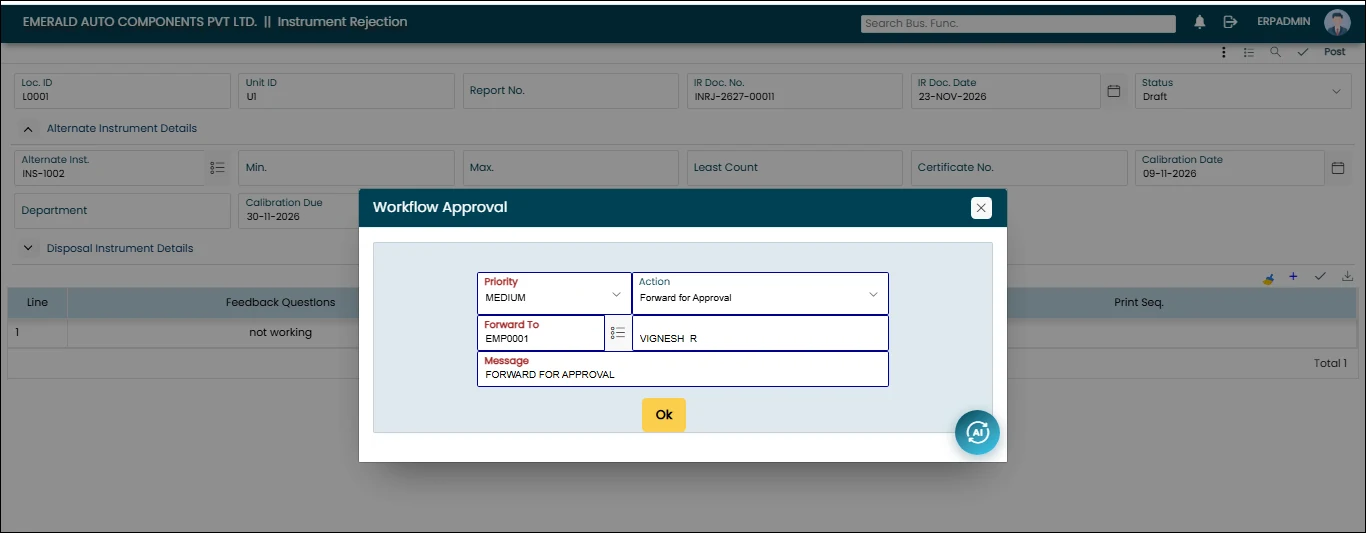 EMERALD AUTO COMPONENTS PVT LTD. || Instrument Rejection
Search Bus. Func.
ERPADMIN
Post
Loc. ID
L0001
Unit ID
U1
Report No.
IR Doc. No.
INRJ-2627-00011
IR Doc. Date
23-NOV-2026
Status
Draft
Alternate Instrument Details
Alternate Inst.
INS-1002
Min.
Max.
Least Count
Certificate No.
Calibration Date
09-11-2026
Department
Calibration Due
30-11-2026
Disposal Instrument Details
Workflow Approval
Priority
MEDIUM
Action
Forward for Approval
Forward To
EMP0001
VIGNESH R
Message
FORWARD FOR APPROVAL
Ok
AI
Line
Feedback Questions
Print Seq.
1
not working
Total 1